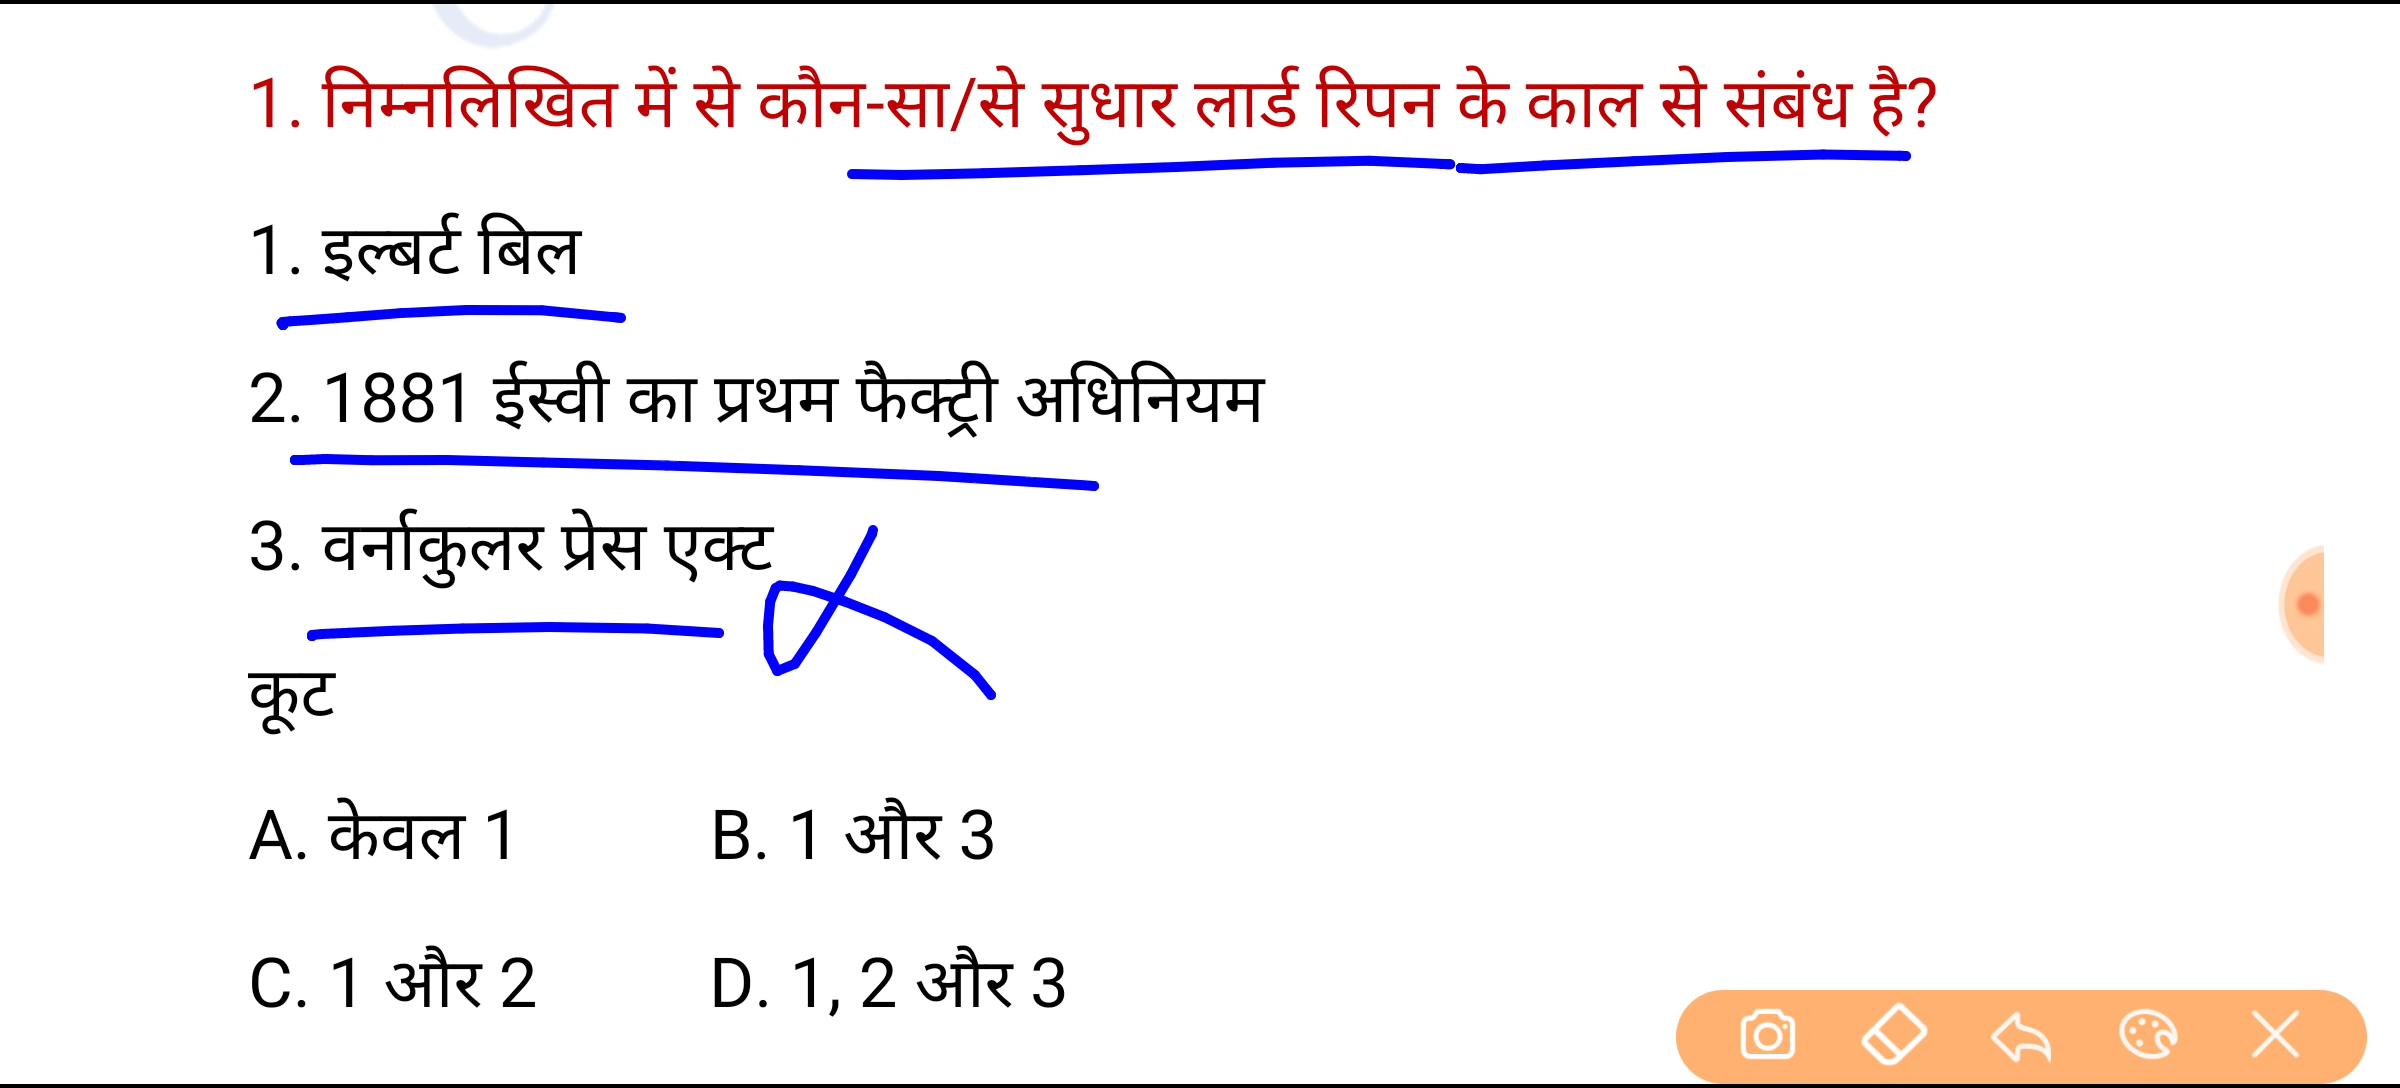 1. निम्नलिखित में से कौन-सा/से सुधार लार्ड रिपन के काल से संबंध है?
1. इल्बर्ट बिल
2. 1881 ईस्वी का प्रथम फैक्ट्री अधिनियम
3. वर्नाकुलर प्रेस एक्ट
कूट
A. केवल 1 B. 1 और 3
C. 1 और 2 D. 1, 2 और 3